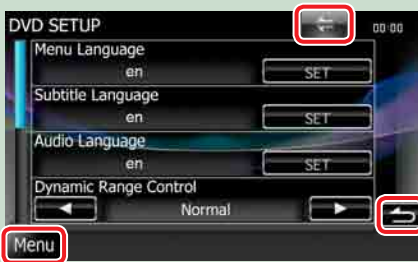 DVD SETUP 00:00
Menu Language
en SET
Subtitle Language
en SET
Audio Language
en SET
Dynamic Range Control
Normal
Menu